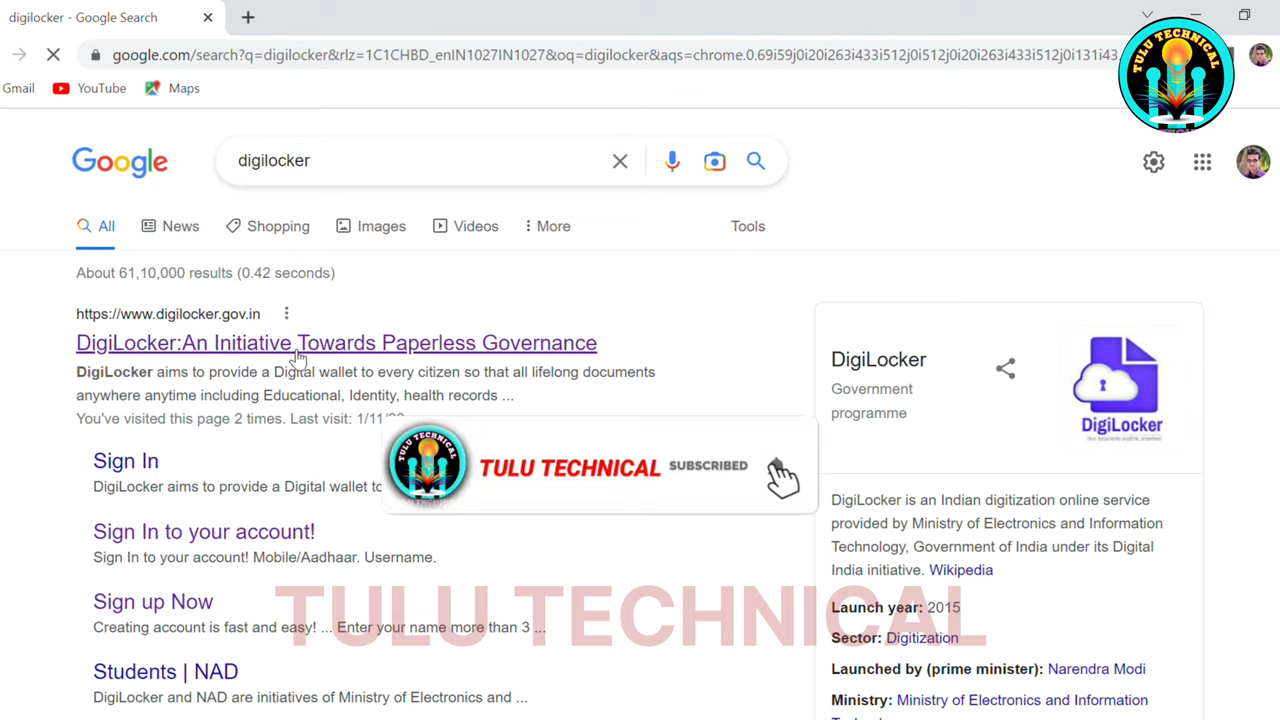 digilocker - Google Search
google.com/search?q=digilocker&rlz=1C1CHBD_enIN1027IN1027&oq=digilocker&aqs=chrome.0.69i59j0i20i263i433i512j0i512j0i20i263i433i512j0i131i43
Gmail YouTube Maps
TULU TECHNICAL
Google
digilocker
All News Shopping Images Videos More Tools
About 61,10,000 results (0.42 seconds)
https://www.digilocker.gov.in
DigiLocker:An Initiative Towards Paperless Governance
DigiLocker aims to provide a Digital wallet to every citizen so that all lifelong documents
anywhere anytime including Educational, Identity, health records ...
You've visited this page 2 times. Last visit: 1/11/
Sign In
DigiLocker aims to provide a Digital wallet to
TULU TECHNICAL SUBSCRIBED
TULU TECHNICAL
Sign In to your account!
Sign In to your account! Mobile/Aadhaar. Username.
Sign up Now
Creating account is fast and easy! ... Enter your name more than 3 ...
TULU TECHNICAL
Students | NAD
DigiLocker and NAD are initiatives of Ministry of Electronics and ...
DigiLocker
Government
programme
DigiLocker
DigiLocker is an Indian digitization online service
provided by Ministry of Electronics and Information
Technology, Government of India under its Digital
India initiative. Wikipedia
Launch year: 2015
Sector: Digitization
Launched by (prime minister): Narendra Modi
Ministry: Ministry of Electronics and Information